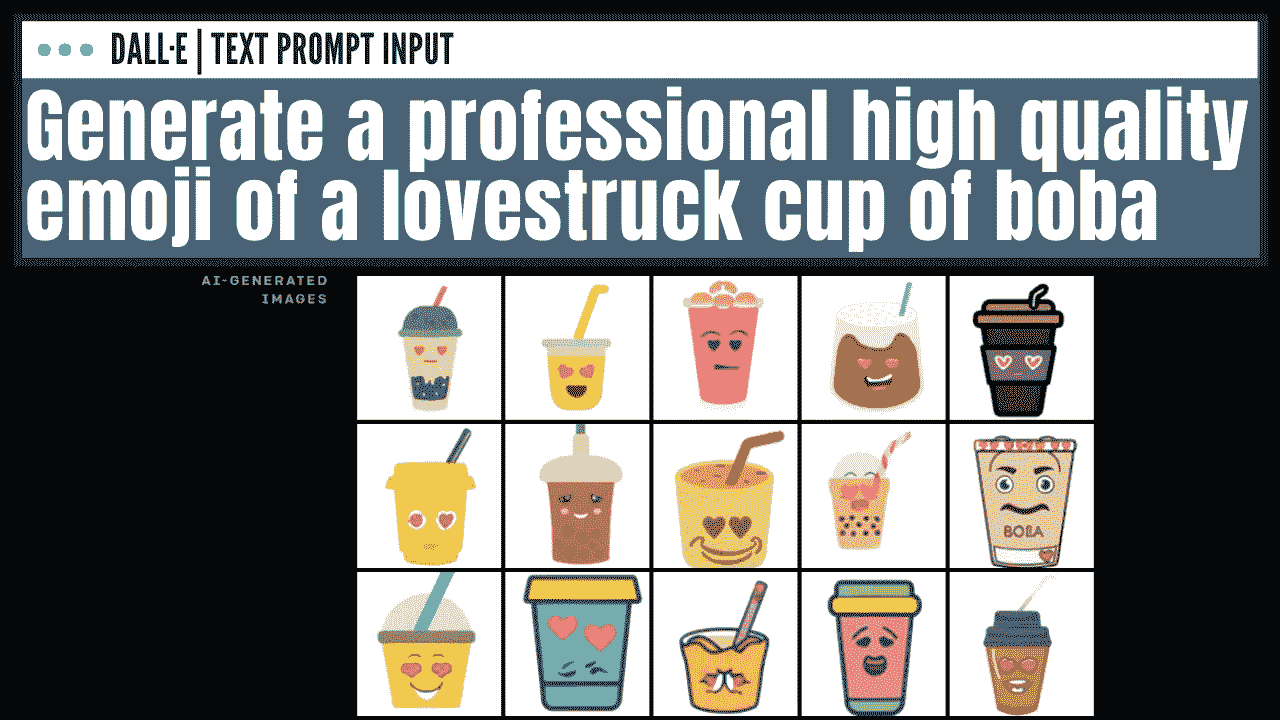 DALL·E | TEXT PROMPT INPUT
Generate a professional high quality
emoji of a lovestruck cup of boba
AI-GENERATED
IMAGES
BOBA